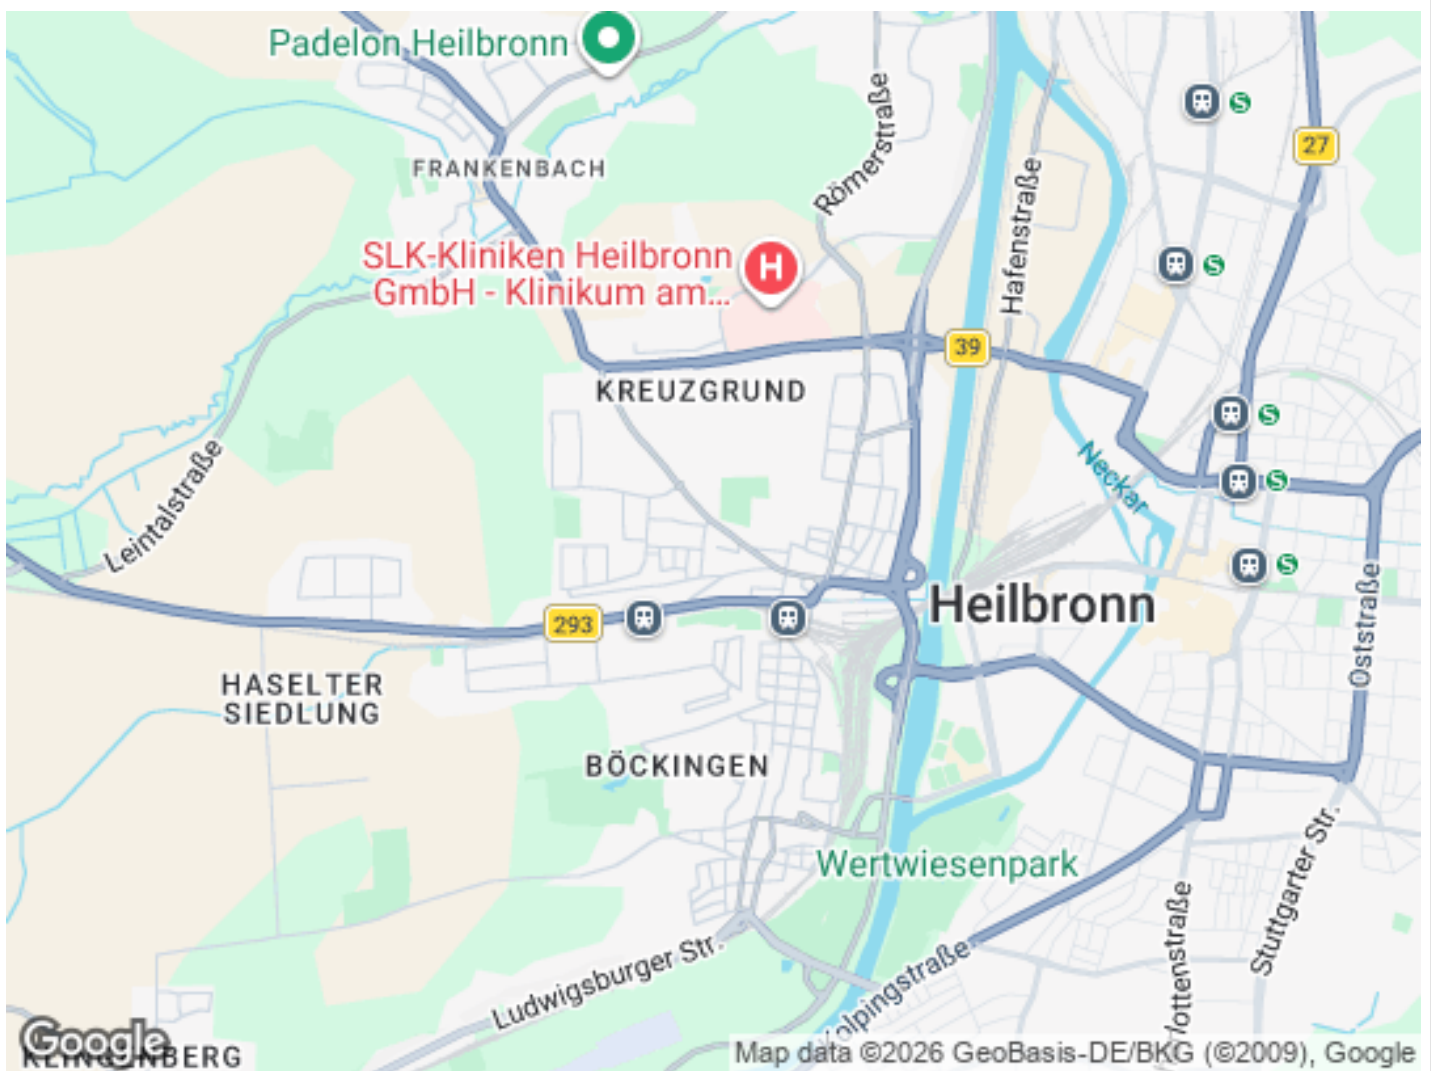 Padelon Heilbronn
S
27
FRANKENBACH
Römerstraße
Hafenstraße
SLK-Kliniken Heilbronn
GmbH - Klinikum am...
H
S
39
KREUZGRUND
S
Neckar
S
Leintalstraße
S
293
Heilbronn
Oststraße
HASELTER
SIEDLUNG
BÖCKINGEN
Wertwiesenpark
Stuttgarter Str.
Ludwigsburger Str.
Google
KLINGENBERG
Map data ©2026 GeoBasis-DE/BKG (©2009), Google